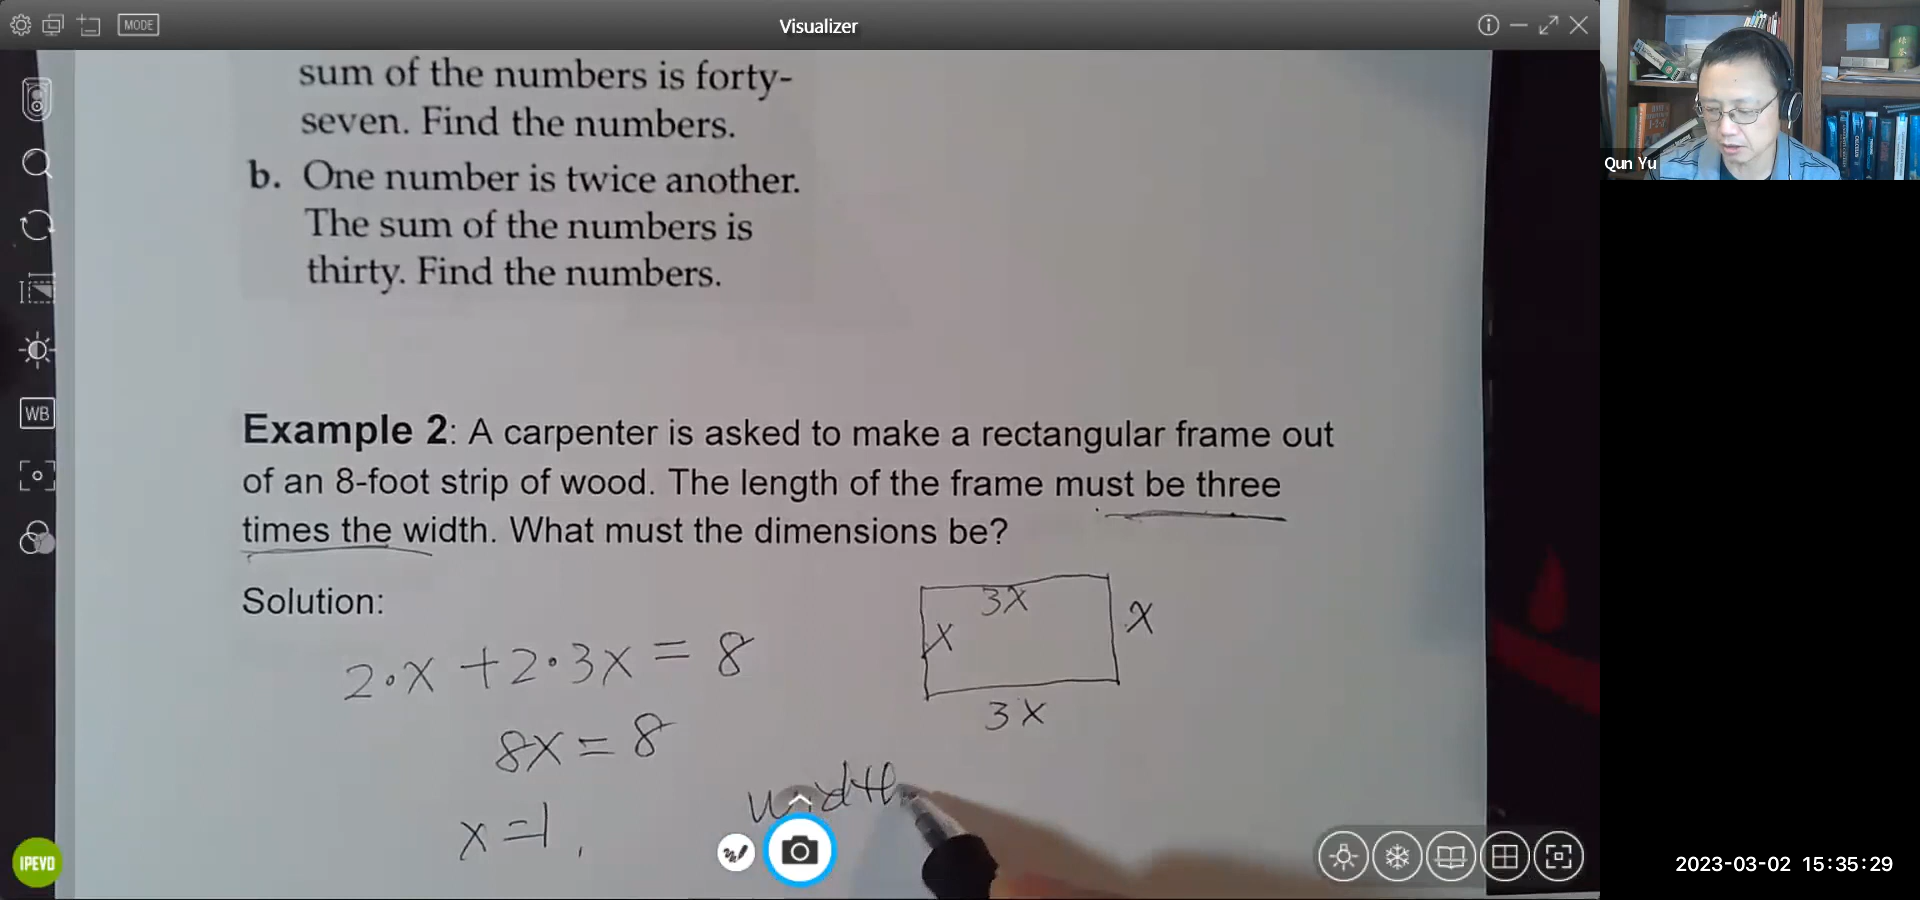 MODE
Visualizer
sum of the numbers is forty-
seven. Find the numbers.
b. One number is twice another.
The sum of the numbers is
thirty. Find the numbers.
Qun Yu
WB
Example 2: A carpenter is asked to make a rectangular frame out
of an 8-foot strip of wood. The length of the frame must be three
times the width. What must the dimensions be?
Solution:
3x
x
x
3x
2·x + 2·3x = 8
8x = 8
x = 1,
width
IPEVO
2023-03-02 15:35:29